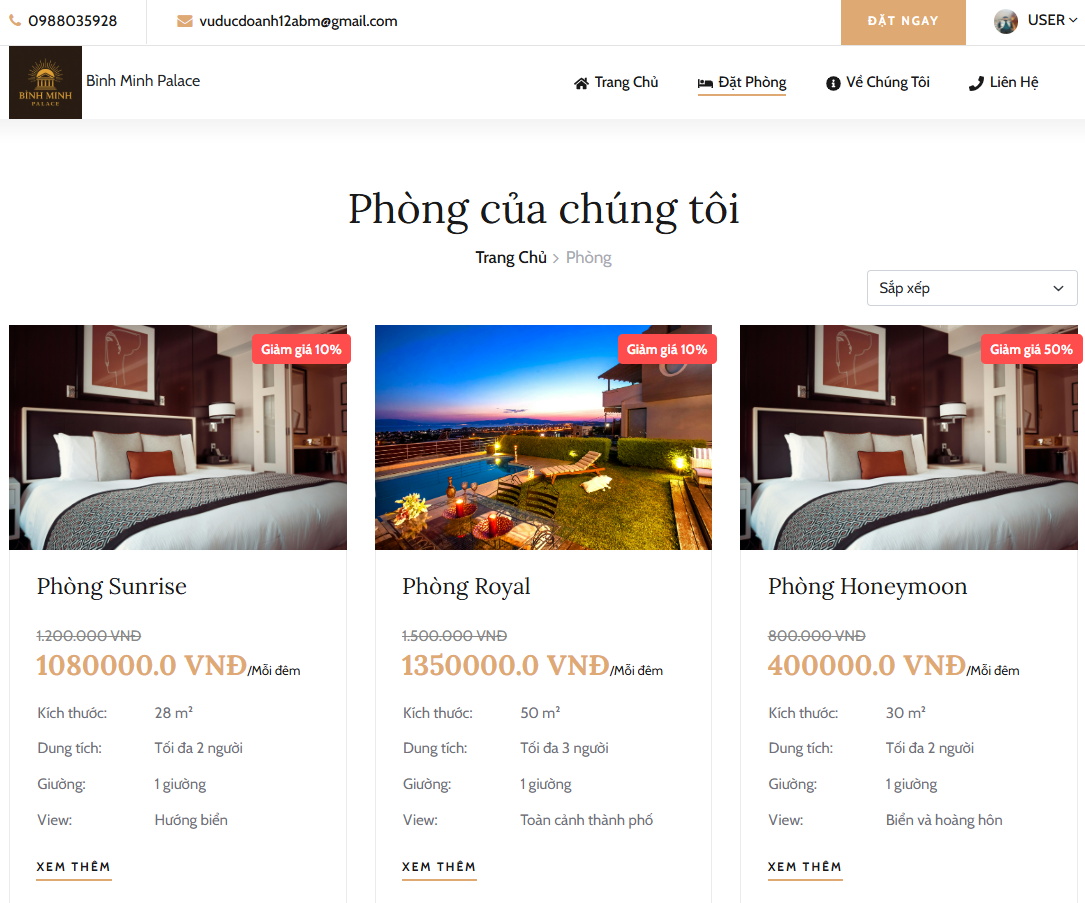 0988035928 vuducdoanh12abm@gmail.com ĐẶT NGAY USER
BÌNH MINH
PALACE
Bình Minh Palace Trang Chủ Đặt Phòng Về Chúng Tôi Liên Hệ
Phòng của chúng tôi
Trang Chủ > Phòng
Sắp xếp
Giảm giá 10% Giảm giá 10% Giảm giá 50%
Phòng Sunrise
1.200.000 VNĐ
1080000.0 VNĐ/Mỗi đêm
Kích thước: 28 m²
Dung tích: Tối đa 2 người
Giường: 1 giường
View: Hướng biển
XEM THÊM
Phòng Royal
1.500.000 VNĐ
1350000.0 VNĐ/Mỗi đêm
Kích thước: 50 m²
Dung tích: Tối đa 3 người
Giường: 1 giường
View: Toàn cảnh thành phố
XEM THÊM
Phòng Honeymoon
800.000 VNĐ
400000.0 VNĐ/Mỗi đêm
Kích thước: 30 m²
Dung tích: Tối đa 2 người
Giường: 1 giường
View: Biển và hoàng hôn
XEM THÊM